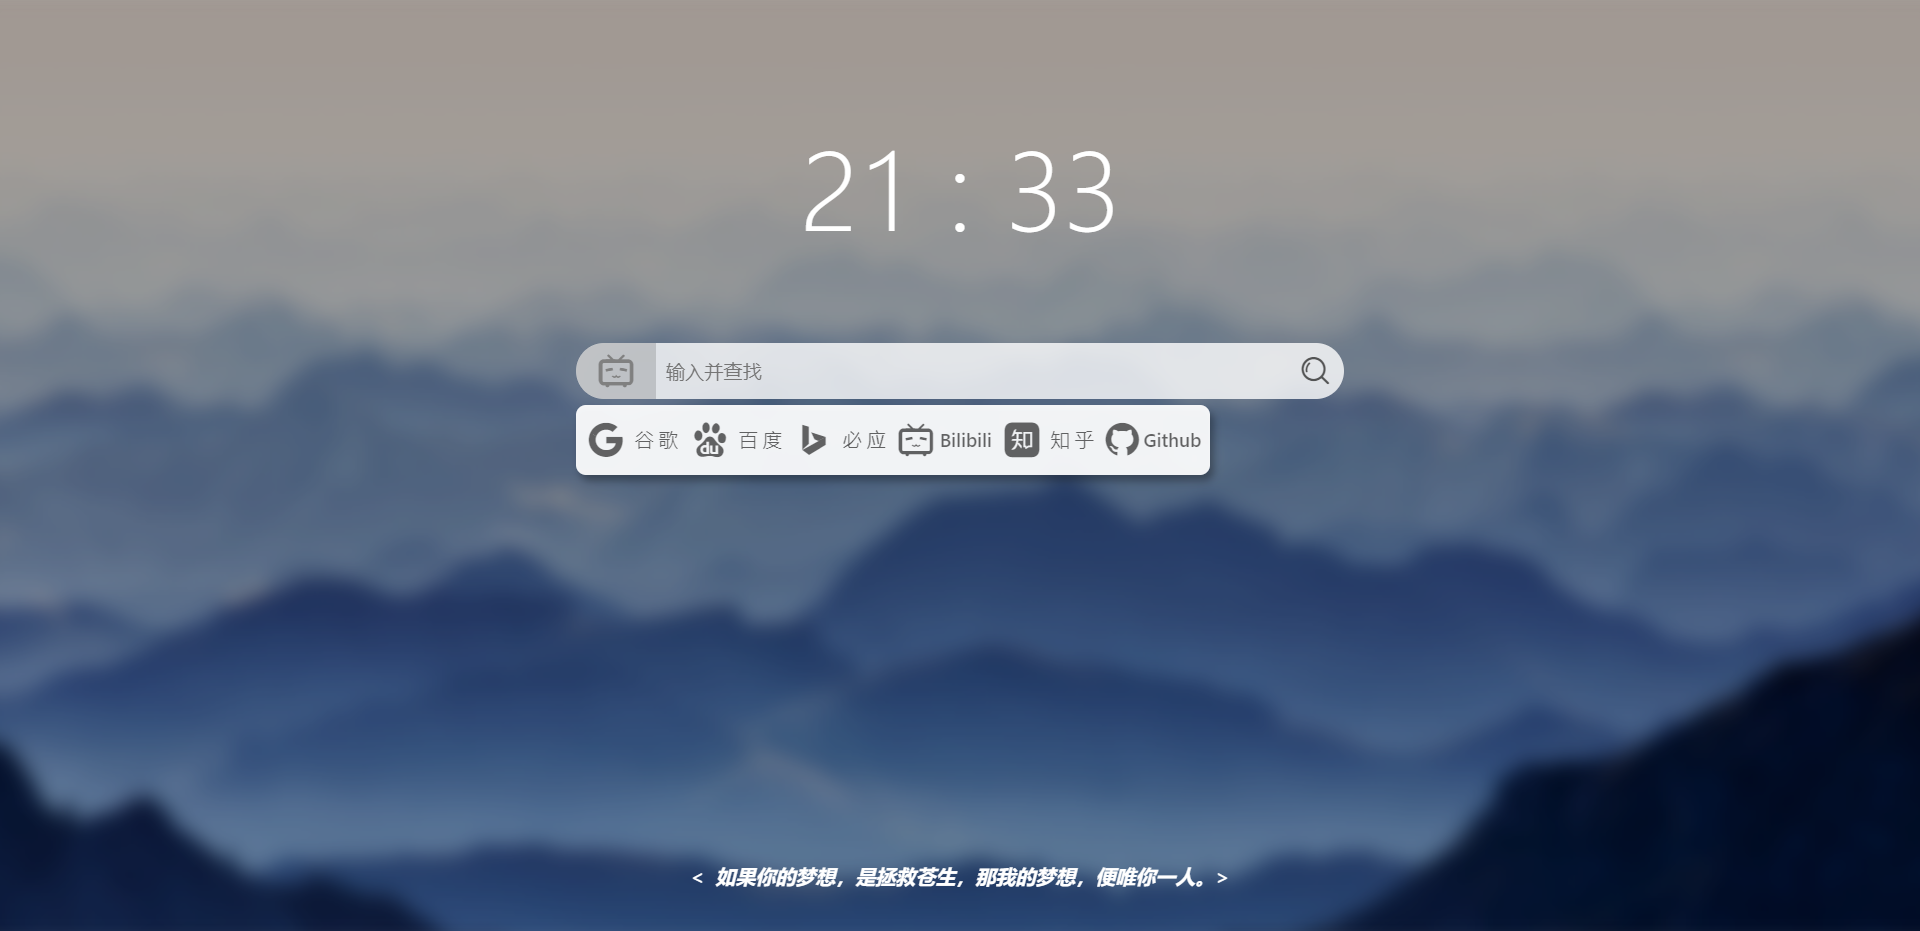 21 : 33
输入并查找
谷歌 du 百度 必应 Bilibili 知 知乎 Github
< 如果你的梦想，是拯救苍生，那我的梦想，便唯你一人。>